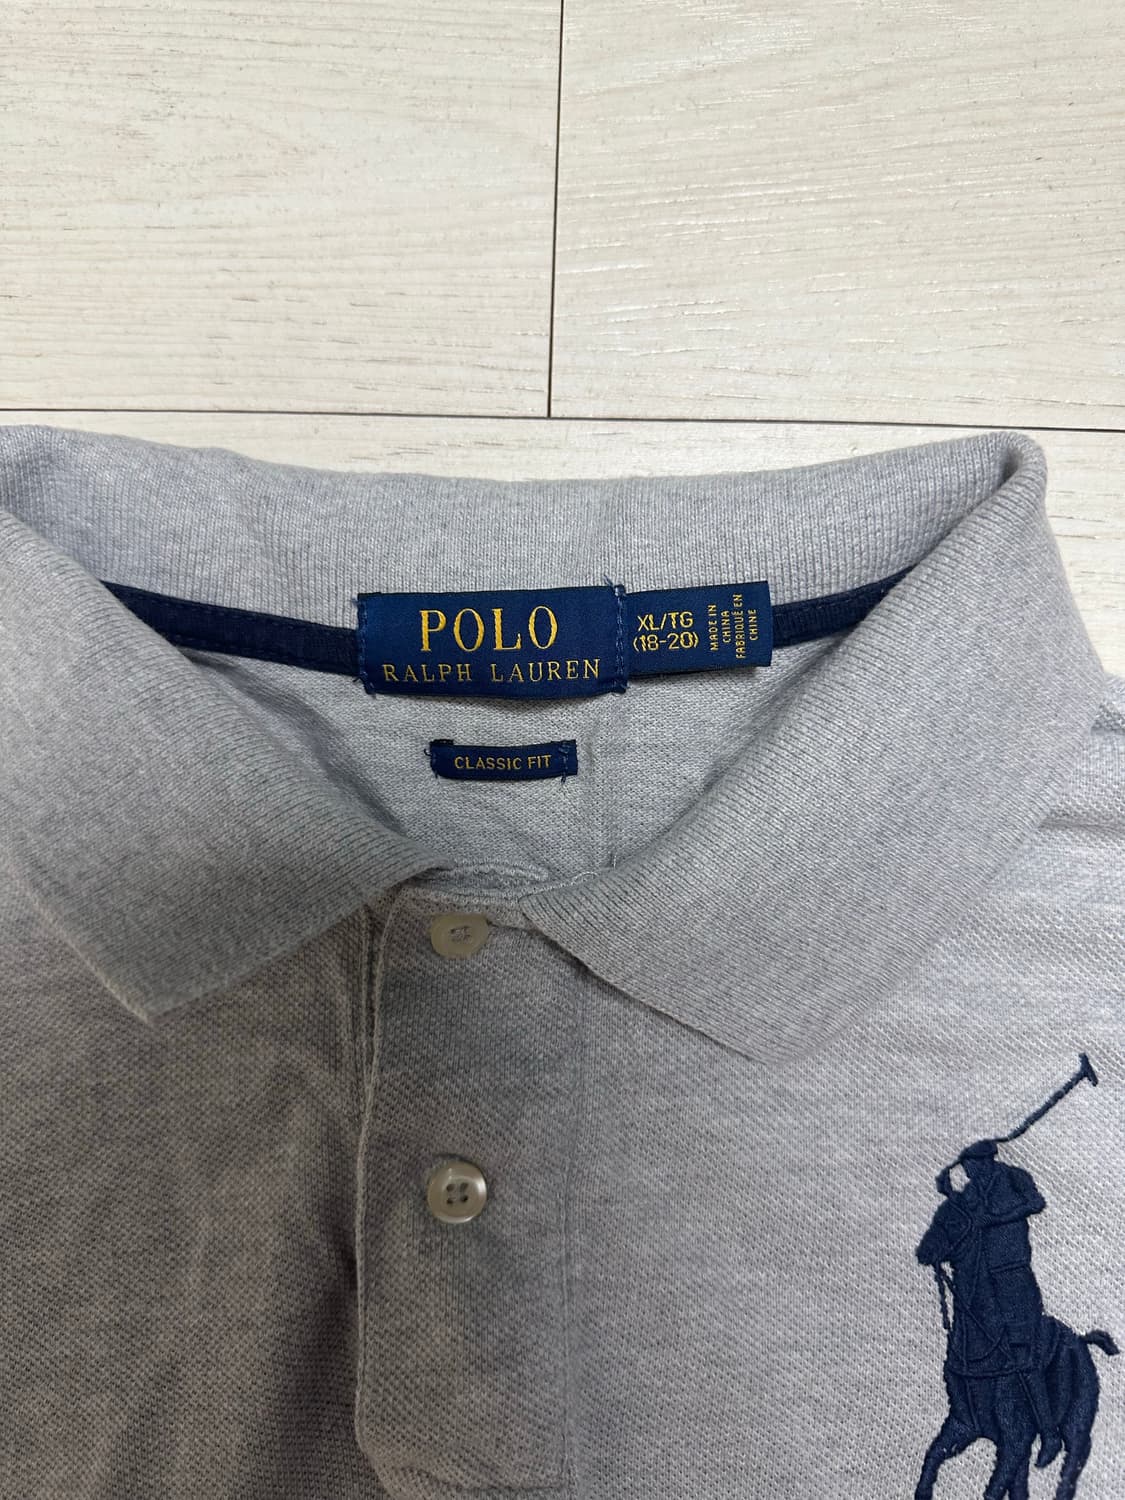 POLO
RALPH LAUREN
XL/TG
(18-20)
MADE IN
CHINA
FABRIQUÉ EN
CHINE
CLASSIC FIT